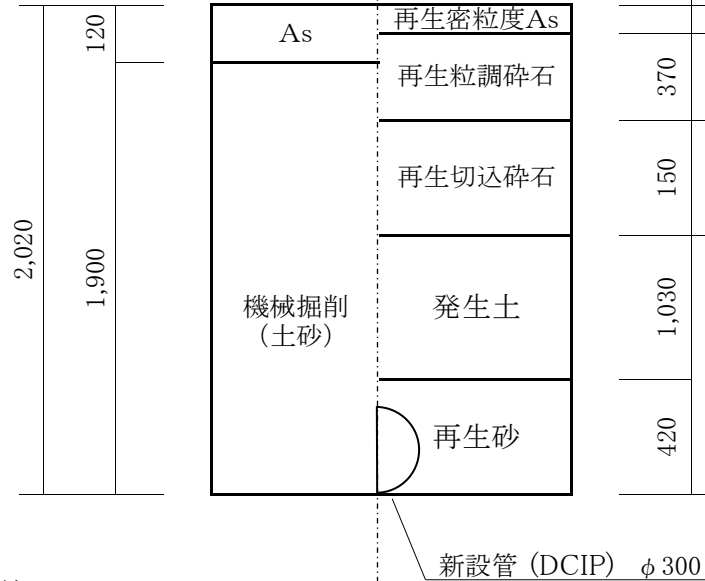 120
As
再生密粒度As
再生粒調砕石
370
再生切込砕石
150
2,020
1,900
機械掘削
(土砂)
発生土
1,030
再生砂
420
新設管 (DCIP) φ300